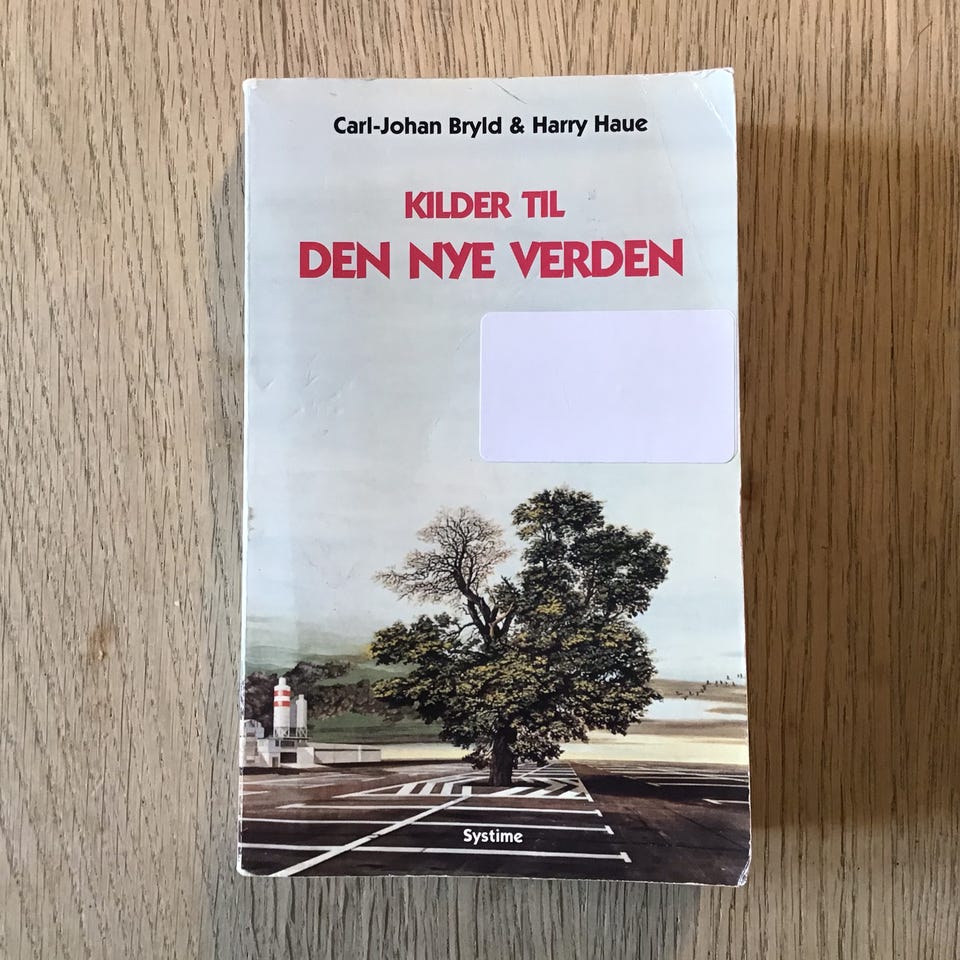 Carl-Johan Bryld & Harry Haue
KILDER TIL
DEN NYE VERDEN
Systime